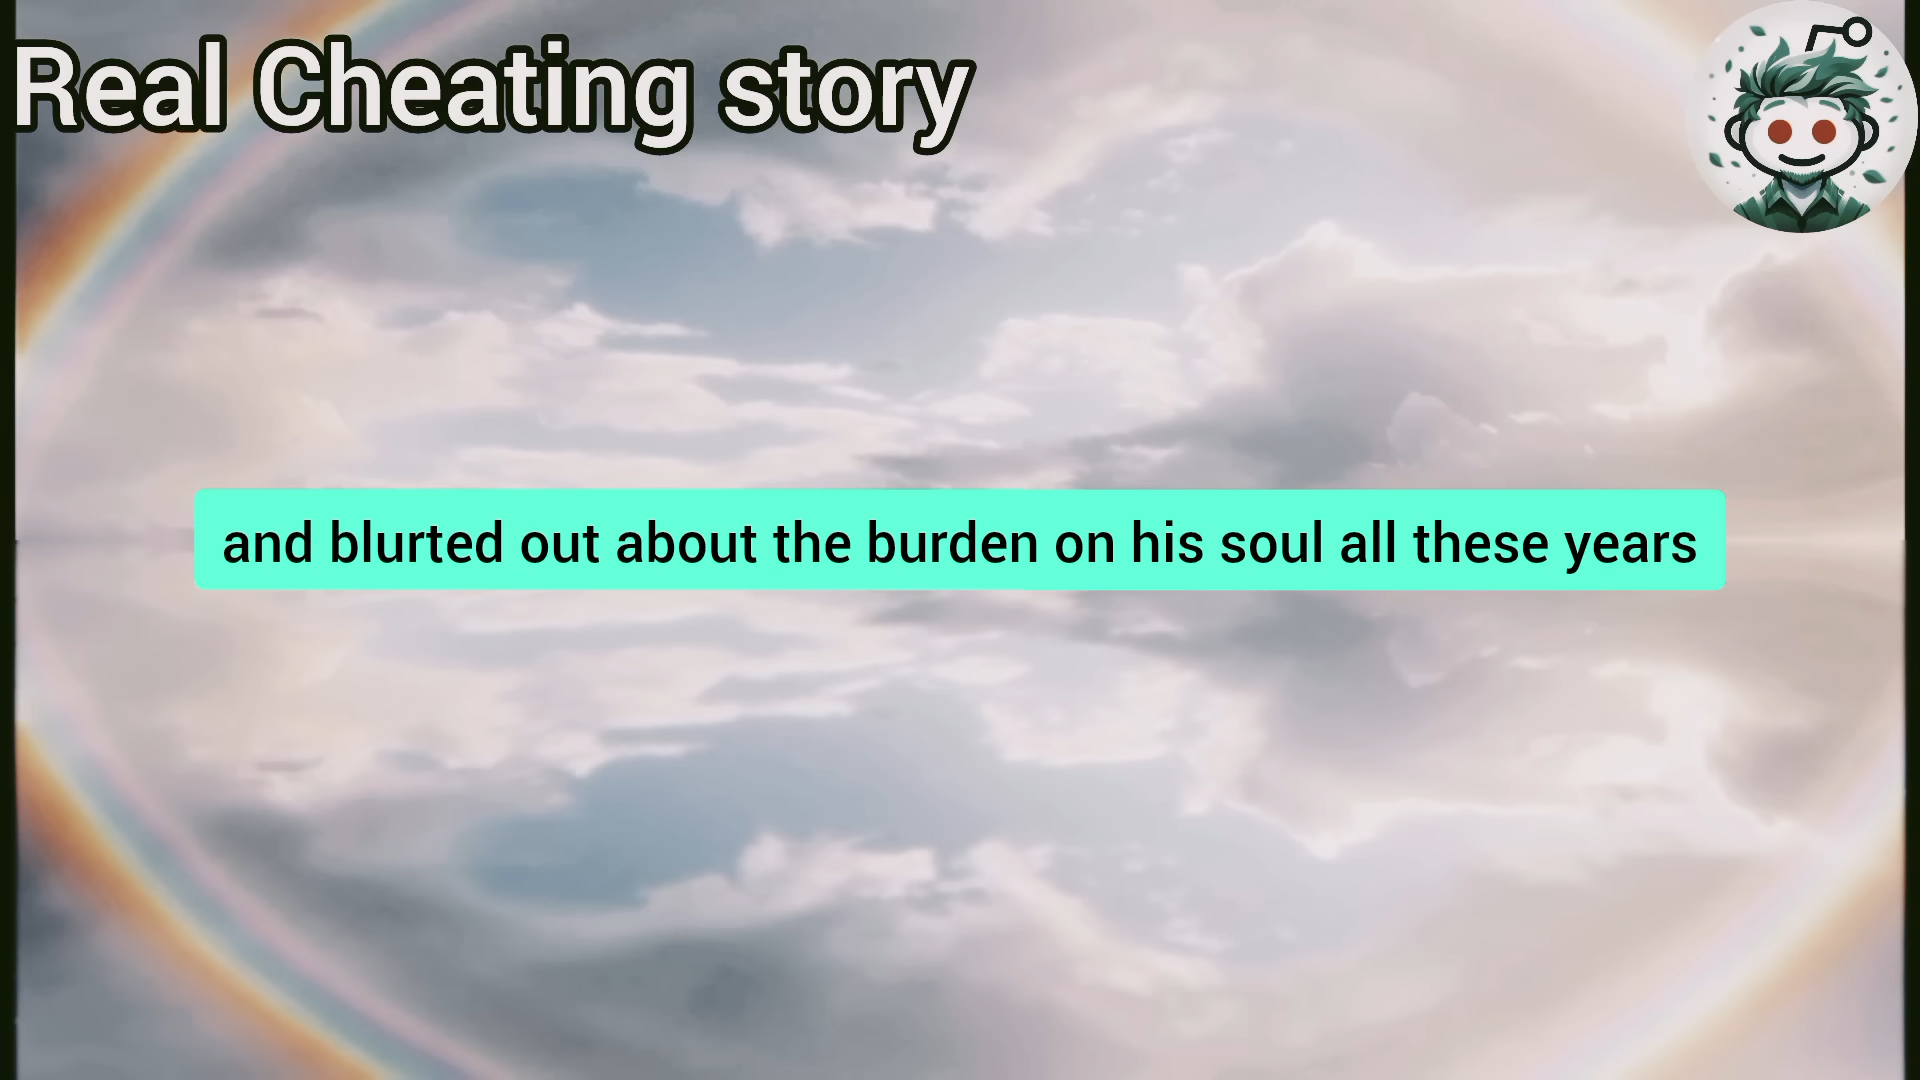 Real Cheating story
and blurted out about the burden on his soul all these years